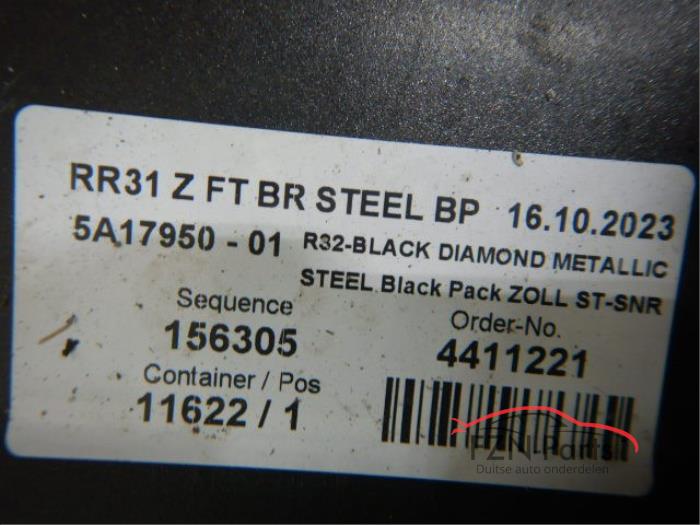 RR31 Z FT BR STEEL BP 16.10.2023
5A17950 - 01 R32-BLACK DIAMOND METALLIC
STEEL.Black Pack ZOLL ST-SNR
Sequence Order-No.
156305 4411221
Container / Pos
11622 / 1
FZN-Parts
Duitse auto onderdelen